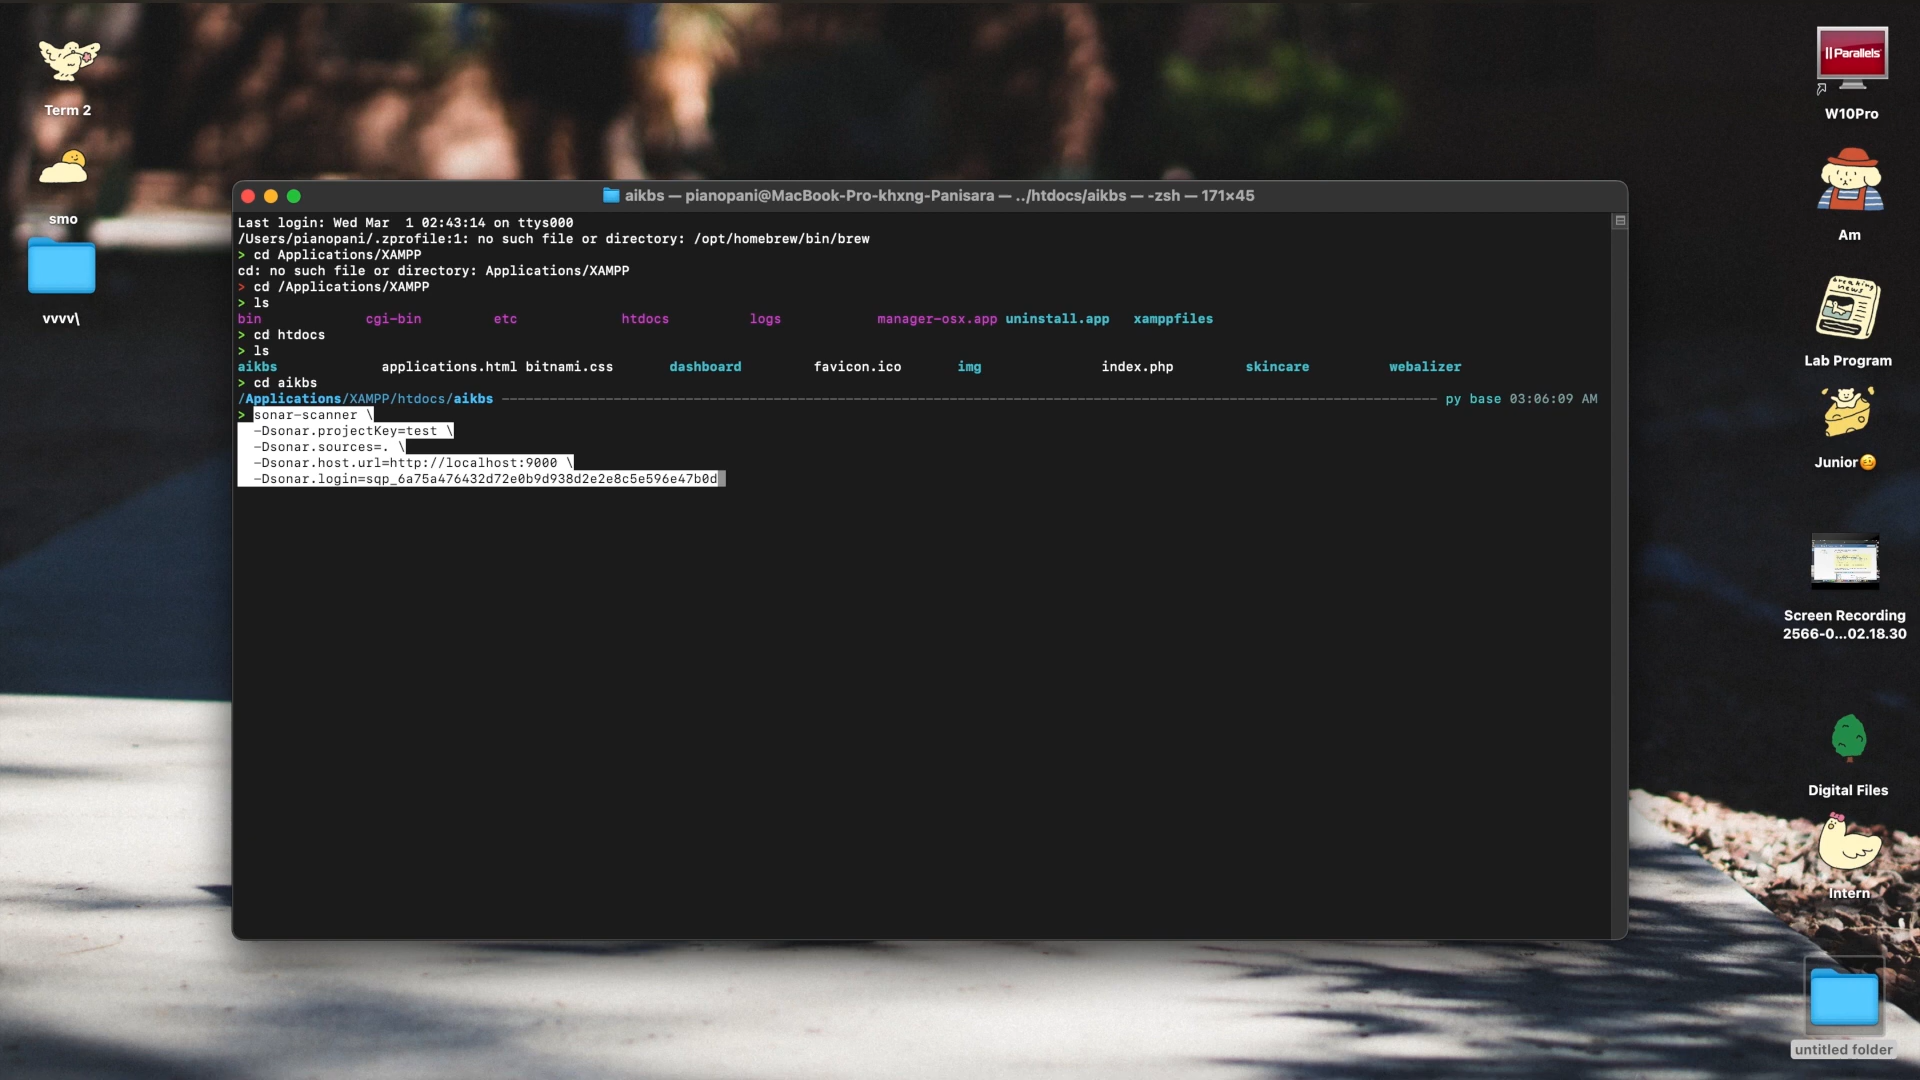 Term 2
smo
vvvv\
aikbs — pianopani@MacBook-Pro-khxng-Panisara — ../htdocs/aikbs — -zsh — 171×45
Last login: Wed Mar  1 02:43:14 on ttys000
/Users/pianopani/.zprofile:1: no such file or directory: /opt/homebrew/bin/brew
> cd Applications/XAMPP
cd: no such file or directory: Applications/XAMPP
> cd /Applications/XAMPP
> ls
bin cgi-bin etc htdocs logs manager-osx.app uninstall.app xamppfiles
> cd htdocs
> ls
aikbs applications.html bitnami.css dashboard favicon.ico img index.php skincare webalizer
> cd aikbs
/Applications/XAMPP/htdocs/aikbs py base 03:06:09 AM
> sonar-scanner \
-Dsonar.projectKey=test \
-Dsonar.sources=. \
-Dsonar.host.url=http://localhost:9000 \
-Dsonar.login=sqp_6a75a476432d72e0b9d938d2e2e8c5e596e47b0d
|| Parallels
W10Pro
Am
breaking
news
Lab Program
Junior🥴
Screen Recording
2566-0...02.18.30
Digital Files
Intern
untitled folder